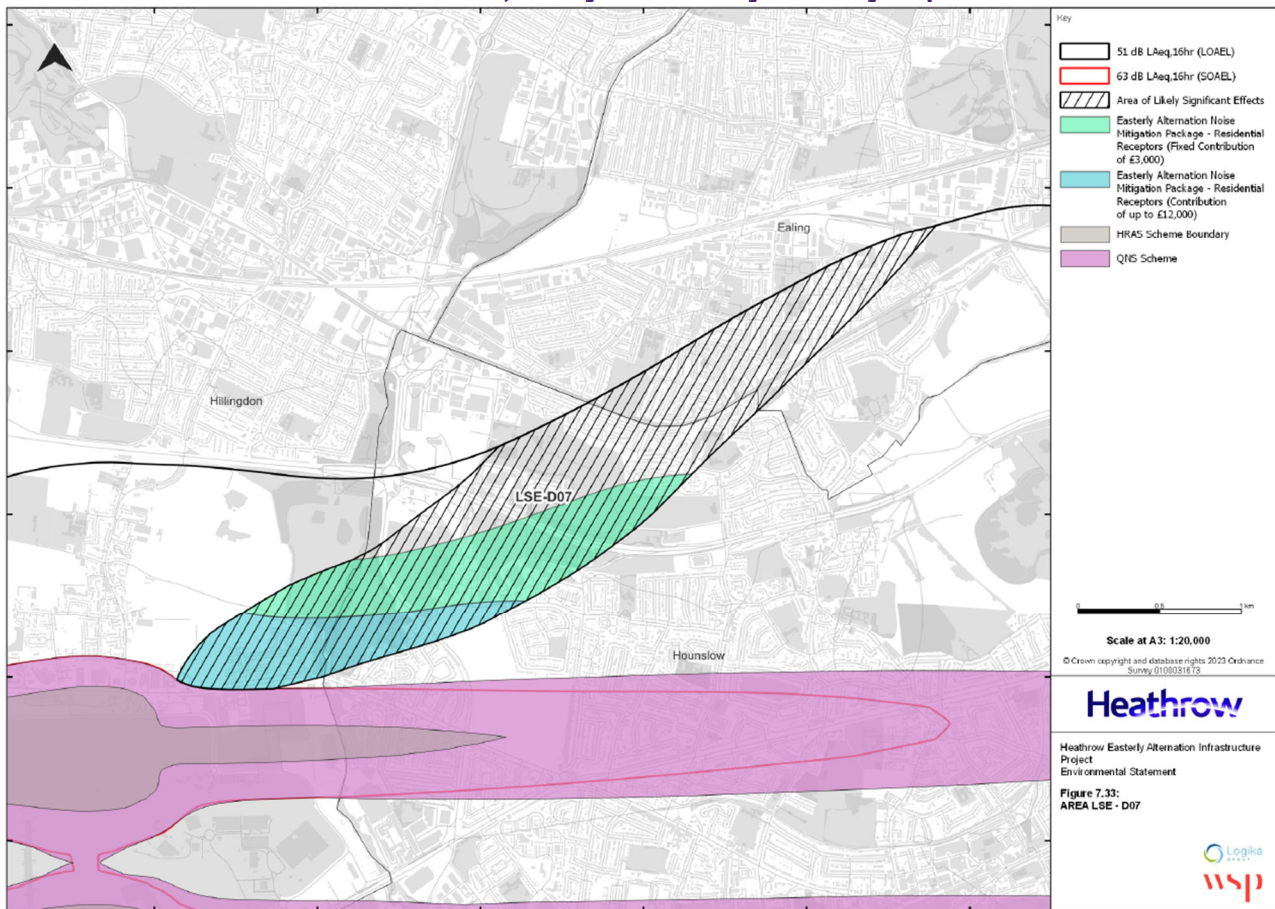 Key
51 dB LAeq,16hr (LOAEL)
63 dB LAeq,16hr (SOAEL)
Area of Likely Significant Effects
Easterly Alternation Noise
Mitigation Package - Residential
Receptors (Fixed Contribution
of £3,000)
Easterly Alternation Noise
Mitigation Package - Residential
Receptors (Contribution
of up to £12,000)
HRAS Scheme Boundary
QNS Scheme
Ealing
Hillingdon
LSE-D07
Hounslow
0 0.5 1 km
Scale at A3: 1:20,000
© Crown copyright and database rights 2023 Ordnance
Survey 0100031673
Heathrow
Heathrow Easterly Alternation Infrastructure
Project
Environmental Statement
Figure 7.33:
AREA LSE - D07
Logika
GROUP
wsp